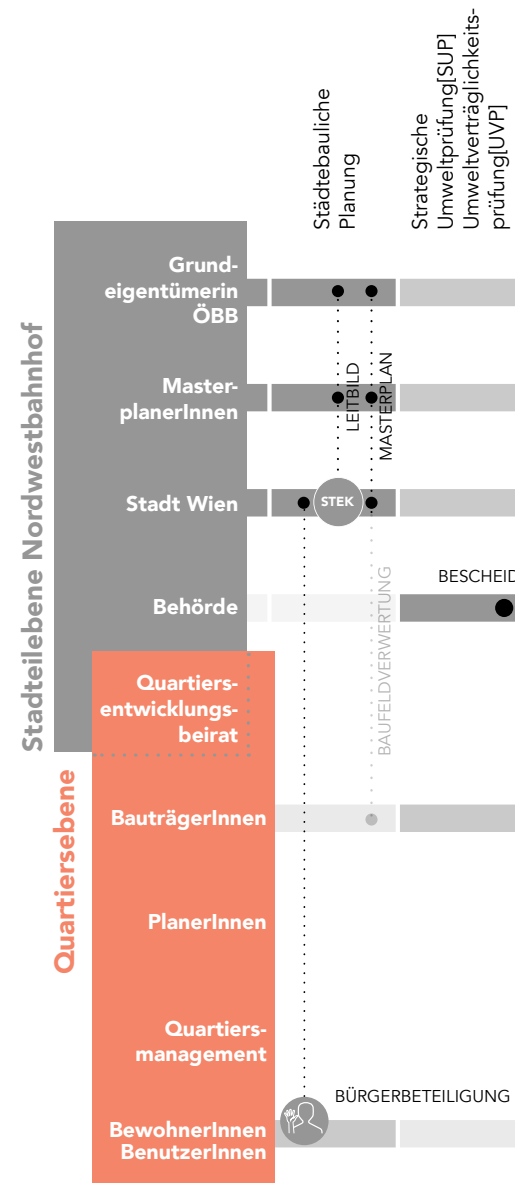 Städtebauliche
Planung
Strategische
Umweltprüfung[SUP]
Umweltverträglichkeits-
prüfung[UVP]
Stadtteilebene Nordwestbahnhof
Grund-
eigentümerin
ÖBB
Master-
planerInnen
LEITBILD
MASTERPLAN
Stadt Wien
STEK
BAUFELDVERWERTUNG
Behörde
BESCHEID
Quartiersebene
Quartiers-
entwicklungs-
beirat
BauträgerInnen
PlanerInnen
Quartiers-
management
BÜRGERBETEILIGUNG
BewohnerInnen
BenutzerInnen